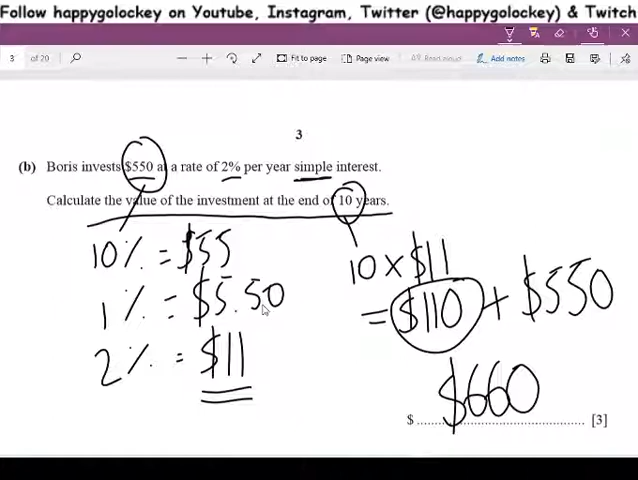 Follow happygolockey on Youtube, Instagram, Twitter (@happygolockey) & Twitch
3 of 20 Fit to page Page view Read aloud Add notes
3
(b) Boris invests $550 at a rate of 2% per year simple interest.
Calculate the value of the investment at the end of 10 years.
10% = $55
1% = $5.50
2% = $11
10 x $11
= $110 + $550
$660
$ ............................................. [3]